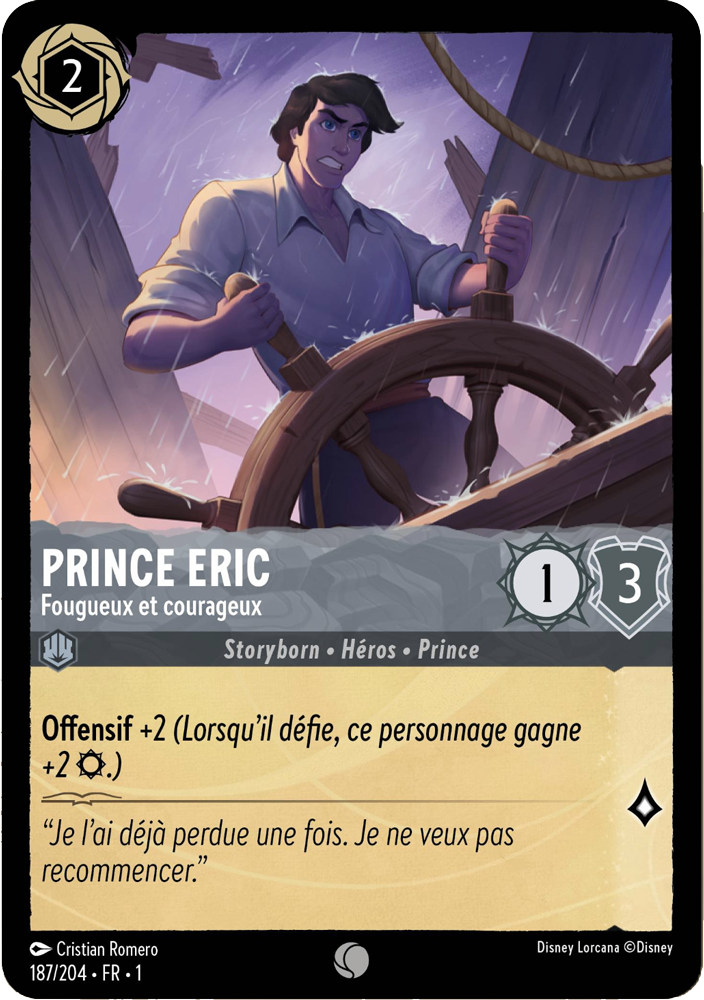 2
PRINCE ERIC
Fougueux et courageux
1
3
Storyborn • Héros • Prince
Offensif +2 (Lorsqu’il défie, ce personnage gagne
+2 .)
“Je l’ai déjà perdue une fois. Je ne veux pas
recommencer.”
Cristian Romero
187/204 • FR • 1
Disney Lorcana ©Disney